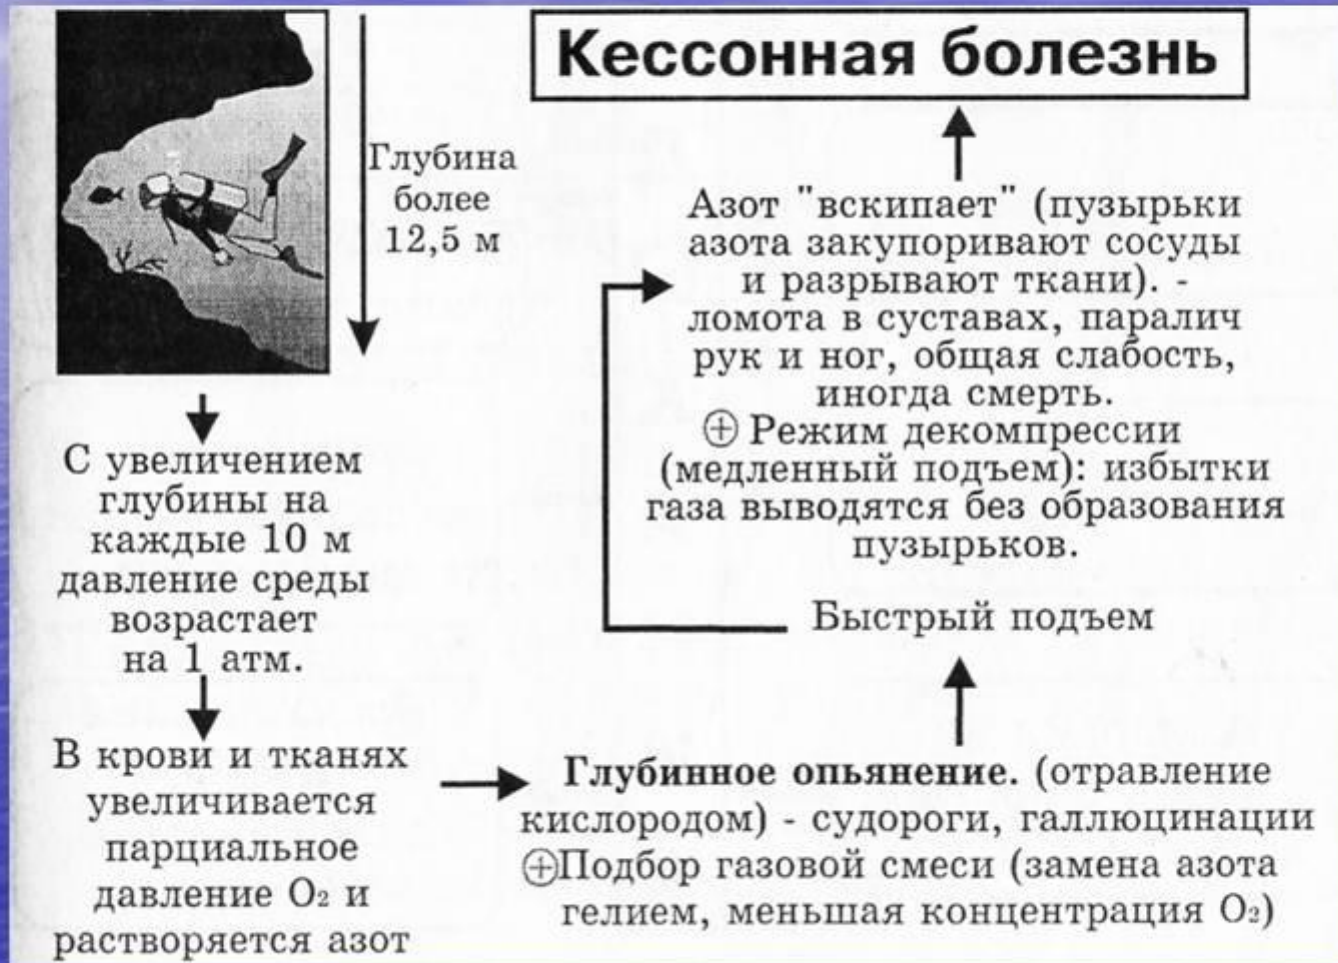 Кессонная болезнь
Глубина
более
12,5 м
С увеличением
глубины на
каждые 10 м
давление среды
возрастает
на 1 атм.
В крови и тканях
увеличивается
парциальное
давление O₂ и
растворяется азот
Глубинное опьянение. (отравление
кислородом) - судороги, галлюцинации
⊕Подбор газовой смеси (замена азота
гелием, меньшая концентрация O₂)
Быстрый подъем
Азот "вскипает" (пузырьки
азота закупоривают сосуды
и разрывают ткани). -
ломота в суставах, паралич
рук и ног, общая слабость,
иногда смерть.
⊕ Режим декомпрессии
(медленный подъем): избытки
газа выводятся без образования
пузырьков.